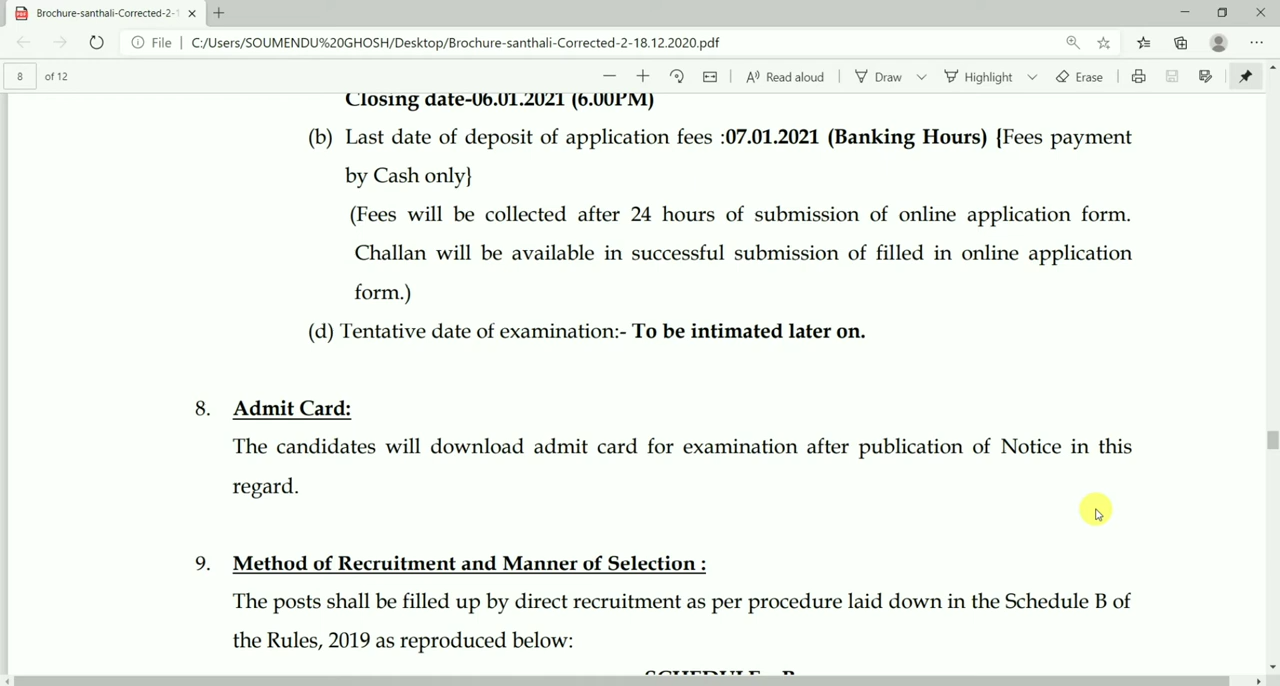 Brochure-santhali-Corrected-2-1
File | C:/Users/SOUMENDU%20GHOSH/Desktop/Brochure-santhali-Corrected-2-18.12.2020.pdf
8 of 12 Read aloud Draw Highlight Erase
Closing date-06.01.2021 (6.00PM)
(b) Last date of deposit of application fees :07.01.2021 (Banking Hours) {Fees payment
by Cash only}
(Fees will be collected after 24 hours of submission of online application form.
Challan will be available in successful submission of filled in online application
form.)
(d) Tentative date of examination:- To be intimated later on.
8. Admit Card:
The candidates will download admit card for examination after publication of Notice in this
regard.
9. Method of Recruitment and Manner of Selection :
The posts shall be filled up by direct recruitment as per procedure laid down in the Schedule B of
the Rules, 2019 as reproduced below: